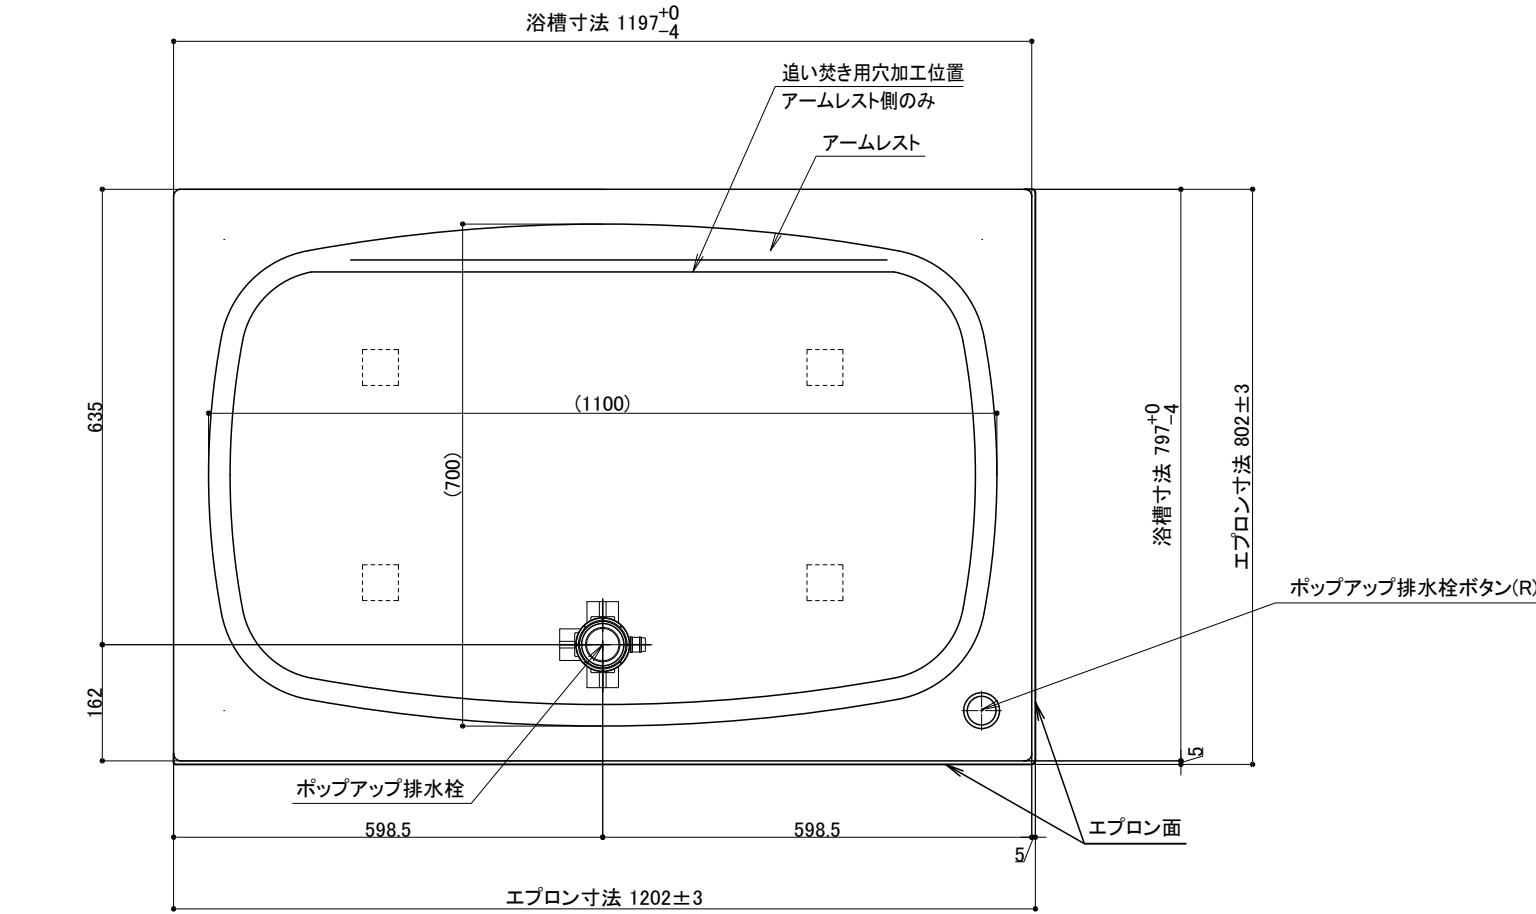 浴槽寸法 1197+0-4
追い焚き用穴加工位置
アームレスト側のみ
アームレスト
635
162
(1100)
(700)
浴槽寸法 797+0-4
エプロン寸法 802±3
ポップアップ排水栓ボタン(R)
5
ポップアップ排水栓
エプロン面
598.5
598.5
5
エプロン寸法 1202±3